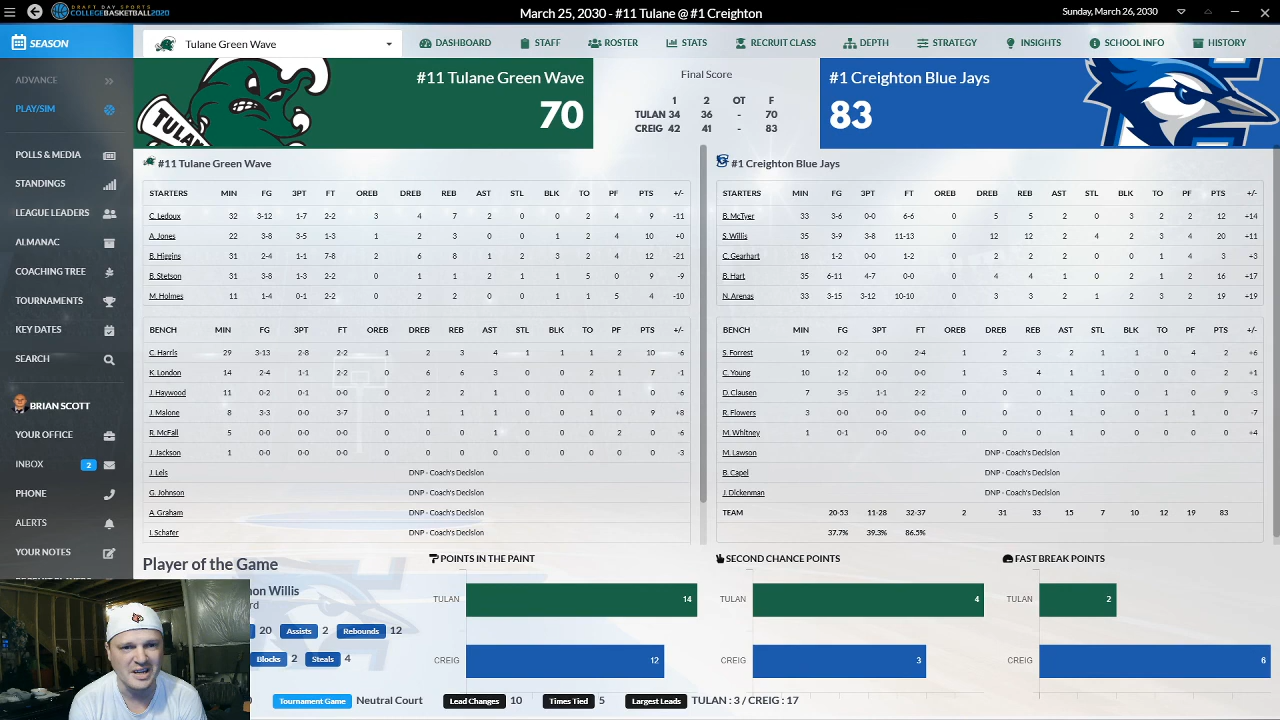 DRAFT DAY SPORTS
COLLEGE BASKETBALL 2020
March 25, 2030 - #11 Tulane @ #1 Creighton
Sunday, March 26, 2030
SEASON
Tulane Green Wave
DASHBOARD STAFF ROSTER STATS RECRUIT CLASS DEPTH STRATEGY INSIGHTS SCHOOL INFO HISTORY
ADVANCE
PLAY/SIM
POLLS & MEDIA
STANDINGS
LEAGUE LEADERS
ALMANAC
COACHING TREE
TOURNAMENTS
KEY DATES
SEARCH
BRIAN SCOTT
YOUR OFFICE
INBOX 2
PHONE
ALERTS
YOUR NOTES
#11 Tulane Green Wave
70
TULA
Final Score
1 2 OT F
TULAN 34 36 - 70
CREIG 42 41 - 83
#1 Creighton Blue Jays
83
#11 Tulane Green Wave
STARTERS MIN FG 3PT FT OREB DREB REB AST STL BLK TO PF PTS +/-
C. Ledoux 32 3-12 1-7 2-2 3 4 7 2 0 0 2 4 9 -11
A. Jones 22 3-8 3-5 1-3 1 2 3 0 0 1 2 4 10 +0
B. Higgins 31 2-4 1-1 7-8 2 6 8 1 2 3 2 4 12 -21
B. Stetson 31 3-8 1-3 2-2 0 1 1 2 1 1 5 0 9 -9
M. Holmes 11 1-4 0-1 2-2 0 2 2 0 0 1 1 5 4 -10
BENCH MIN FG 3PT FT OREB DREB REB AST STL BLK TO PF PTS +/-
C. Harris 29 3-13 2-8 2-2 1 2 3 4 1 1 1 2 10 -6
K. London 14 2-4 1-1 2-2 0 6 6 3 0 0 2 1 7 -1
J. Haywood 11 0-2 0-1 0-0 0 2 2 1 0 0 0 1 0 -6
J. Malone 8 3-3 0-0 3-7 0 1 1 1 0 0 1 0 9 +8
R. McFall 5 0-0 0-0 0-0 0 0 0 1 0 0 0 2 0 -6
J. Jackson 1 0-0 0-0 0-0 0 0 0 0 0 0 0 0 0 -3
J. Leis DNP - Coach's Decision
G. Johnson DNP - Coach's Decision
A. Graham DNP - Coach's Decision
I. Schafer DNP - Coach's Decision
#1 Creighton Blue Jays
STARTERS MIN FG 3PT FT OREB DREB REB AST STL BLK TO PF PTS +/-
B. McTyer 33 3-6 0-0 6-6 0 5 5 2 0 3 2 2 12 +14
S. Willis 35 3-9 3-8 11-13 0 12 12 2 4 2 3 4 20 +11
C. Gearhart 18 1-2 0-0 1-2 0 2 2 2 0 0 3 4 3 +3
B. Hart 35 6-11 4-7 0-0 0 4 4 1 0 2 1 2 16 +17
N. Arenas 33 3-15 3-12 10-10 0 3 3 2 1 2 3 2 19 +19
BENCH MIN FG 3PT FT OREB DREB REB AST STL BLK TO PF PTS +/-
S. Forrest 19 0-2 0-0 2-4 1 2 3 2 1 1 0 4 2 +6
C. Young 10 1-2 0-0 0-0 1 3 4 1 1 0 0 0 2 +1
D. Clausen 7 3-5 1-1 2-2 0 0 0 1 0 0 0 0 9 -3
R. Flowers 3 0-0 0-0 0-0 0 0 0 1 0 0 1 1 0 -7
M. Whitney 1 0-1 0-0 0-0 0 0 0 1 0 0 0 0 0 +4
M. Lawson DNP - Coach's Decision
B. Capel DNP - Coach's Decision
J. Dickenman DNP - Coach's Decision
TEAM 20-53 11-28 32-37 2 31 33 15 7 10 12 19 83
37.7% 39.3% 86.5%
Player of the Game
non Willis
ard
20 Assists 2 Rebounds 12
Blocks 2 Steals 4
POINTS IN THE PAINT
TULAN 14
CREIG 12
SECOND CHANCE POINTS
TULAN 4
CREIG 3
FAST BREAK POINTS
TULAN 2
CREIG 6
Tournament Game Neutral Court Lead Changes 10 Times Tied 5 Largest Leads TULAN : 3 / CREIG : 17